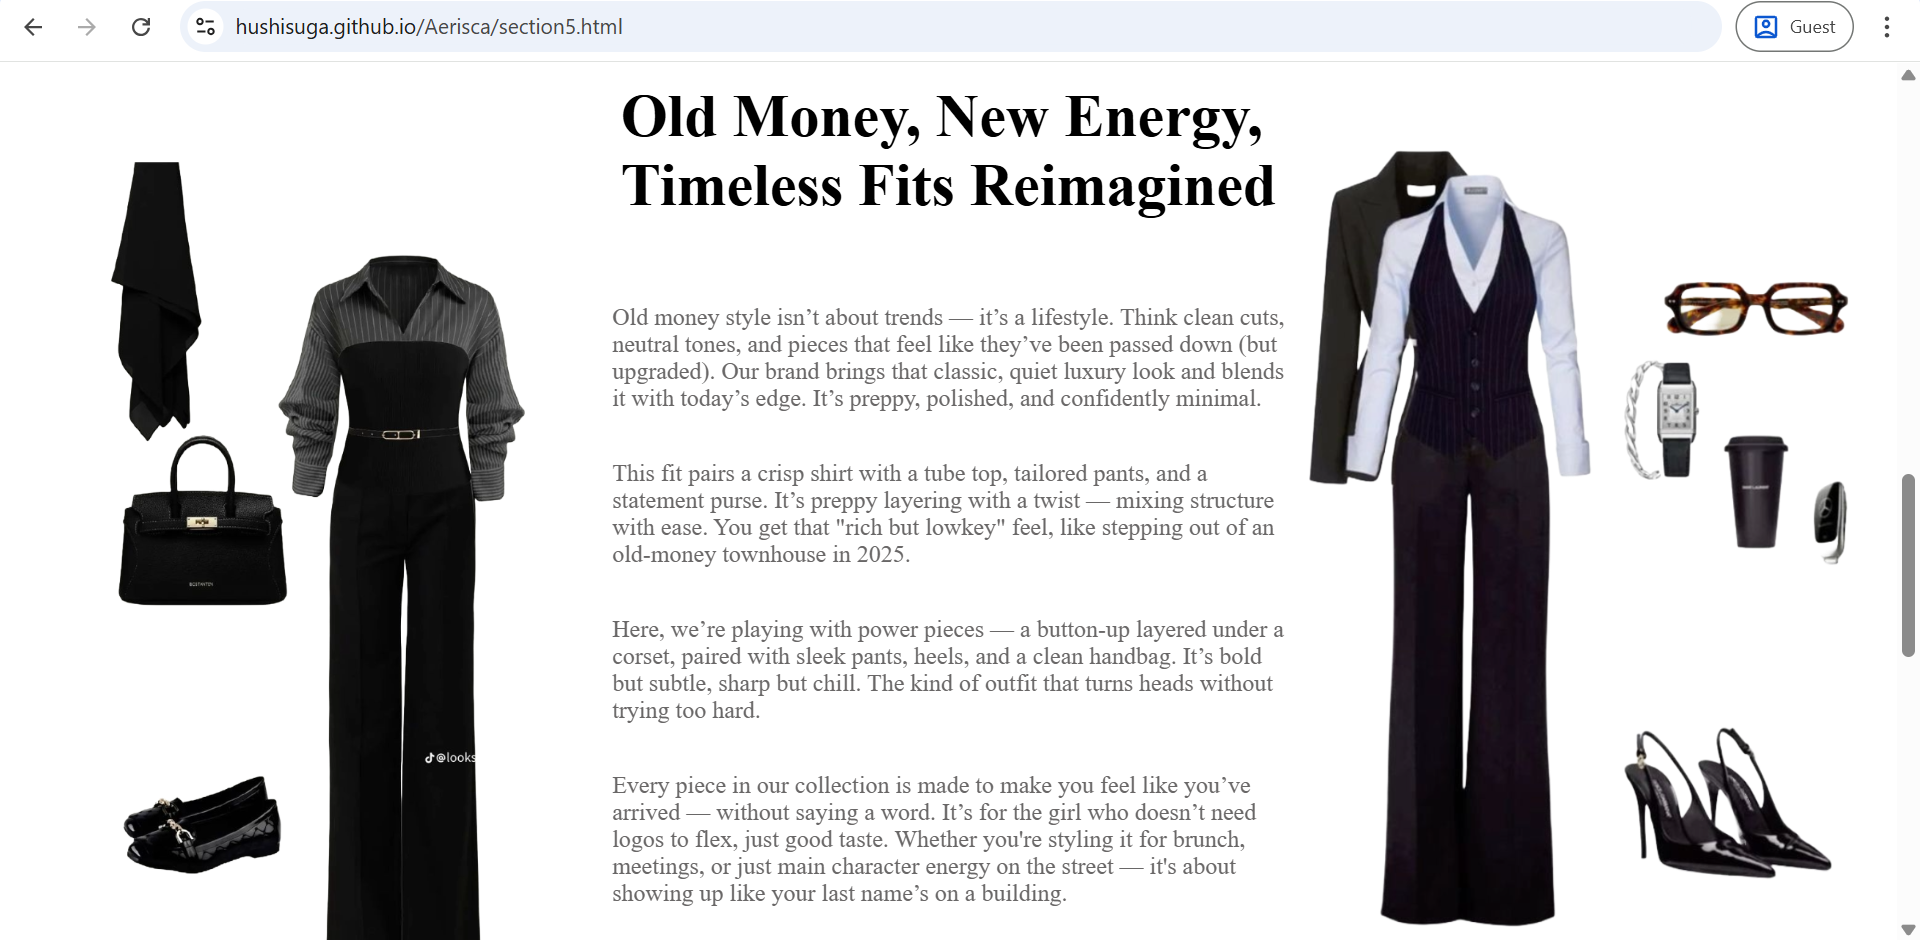 hushisuga.github.io/Aerisca/section5.html
Guest
Old Money, New Energy,
Timeless Fits Reimagined
Old money style isn’t about trends — it’s a lifestyle. Think clean cuts,
neutral tones, and pieces that feel like they’ve been passed down (but
upgraded). Our brand brings that classic, quiet luxury look and blends
it with today’s edge. It’s preppy, polished, and confidently minimal.
This fit pairs a crisp shirt with a tube top, tailored pants, and a
statement purse. It’s preppy layering with a twist — mixing structure
with ease. You get that "rich but lowkey" feel, like stepping out of an
old-money townhouse in 2025.
Here, we’re playing with power pieces — a button-up layered under a
corset, paired with sleek pants, heels, and a clean handbag. It’s bold
but subtle, sharp but chill. The kind of outfit that turns heads without
trying too hard.
Every piece in our collection is made to make you feel like you’ve
arrived — without saying a word. It’s for the girl who doesn’t need
logos to flex, just good taste. Whether you're styling it for brunch,
meetings, or just main character energy on the street — it's about
showing up like your last name’s on a building.
BOSTANTEN
@looks